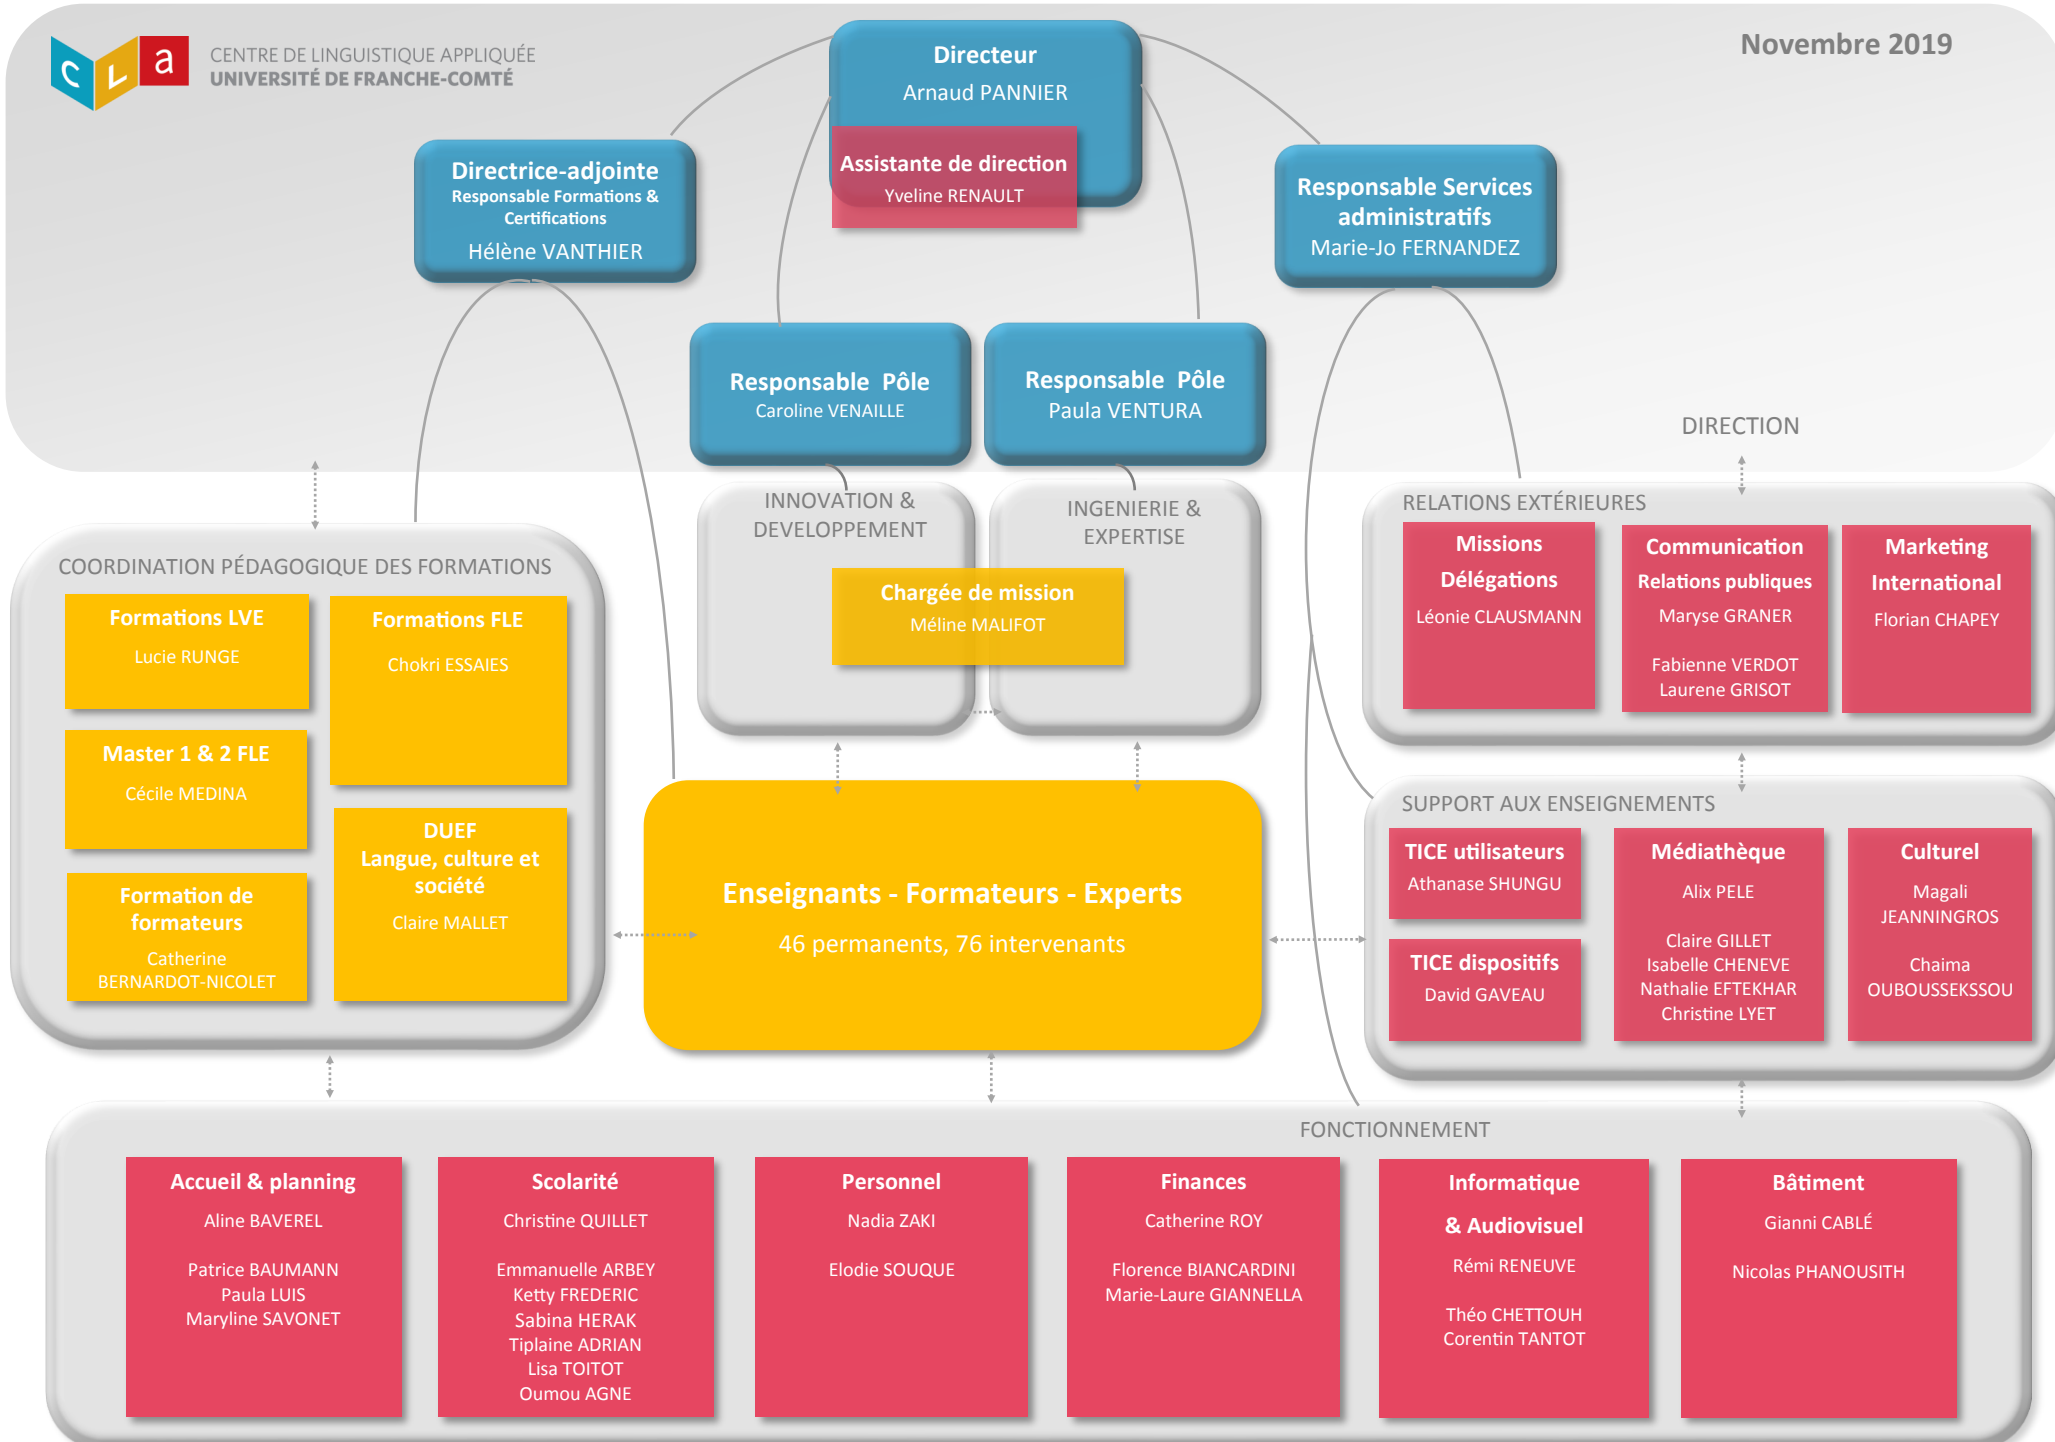 cLa
CENTRE DE LINGUISTIQUE APPLIQUÉE
UNIVERSITÉ DE FRANCHE-COMTÉ
Novembre 2019
Directeur
Arnaud PANNIER
Assistante de direction
Yveline RENAULT
Directrice-adjointe
Responsable Formations &
Certifications
Hélène VANTHIER
Responsable Services
administratifs
Marie-Jo FERNANDEZ
Responsable Pôle
Caroline VENAILLE
Responsable Pôle
Paula VENTURA
DIRECTION
COORDINATION PÉDAGOGIQUE DES FORMATIONS
Formations LVE
Lucie RUNGE
Formations FLE
Chokri ESSAIES
Master 1 & 2 FLE
Cécile MEDINA
DUEF
Langue, culture et
société
Claire MALLET
Formation de
formateurs
Catherine
BERNARDOT-NICOLET
INNOVATION &
DEVELOPPEMENT
INGENIERIE &
EXPERTISE
Chargée de mission
Méline MALIFOT
Enseignants - Formateurs - Experts
46 permanents, 76 intervenants
RELATIONS EXTÉRIEURES
Missions
Délégations
Léonie CLAUSMANN
Communication
Relations publiques
Maryse GRANER
Fabienne VERDOT
Laurene GRISOT
Marketing
International
Florian CHAPEY
SUPPORT AUX ENSEIGNEMENTS
TICE utilisateurs
Athanase SHUNGU
TICE dispositifs
David GAVEAU
Médiathèque
Alix PELE
Claire GILLET
Isabelle CHENEVE
Nathalie EFTEKHAR
Christine LYET
Culturel
Magali
JEANNINGROS
Chaima
OUBOUSSEKSSOU
FONCTIONNEMENT
Accueil & planning
Aline BAVEREL
Patrice BAUMANN
Paula LUIS
Maryline SAVONET
Scolarité
Christine QUILLET
Emmanuelle ARBEY
Ketty FREDERIC
Sabina HERAK
Tiplaine ADRIAN
Lisa TOITOT
Oumou AGNE
Personnel
Nadia ZAKI
Elodie SOUQUE
Finances
Catherine ROY
Florence BIANCARDINI
Marie-Laure GIANNELLA
Informatique
& Audiovisuel
Rémi RENEUVE
Théo CHETTOUH
Corentin TANTOT
Bâtiment
Gianni CABLÉ
Nicolas PHANOUSITH